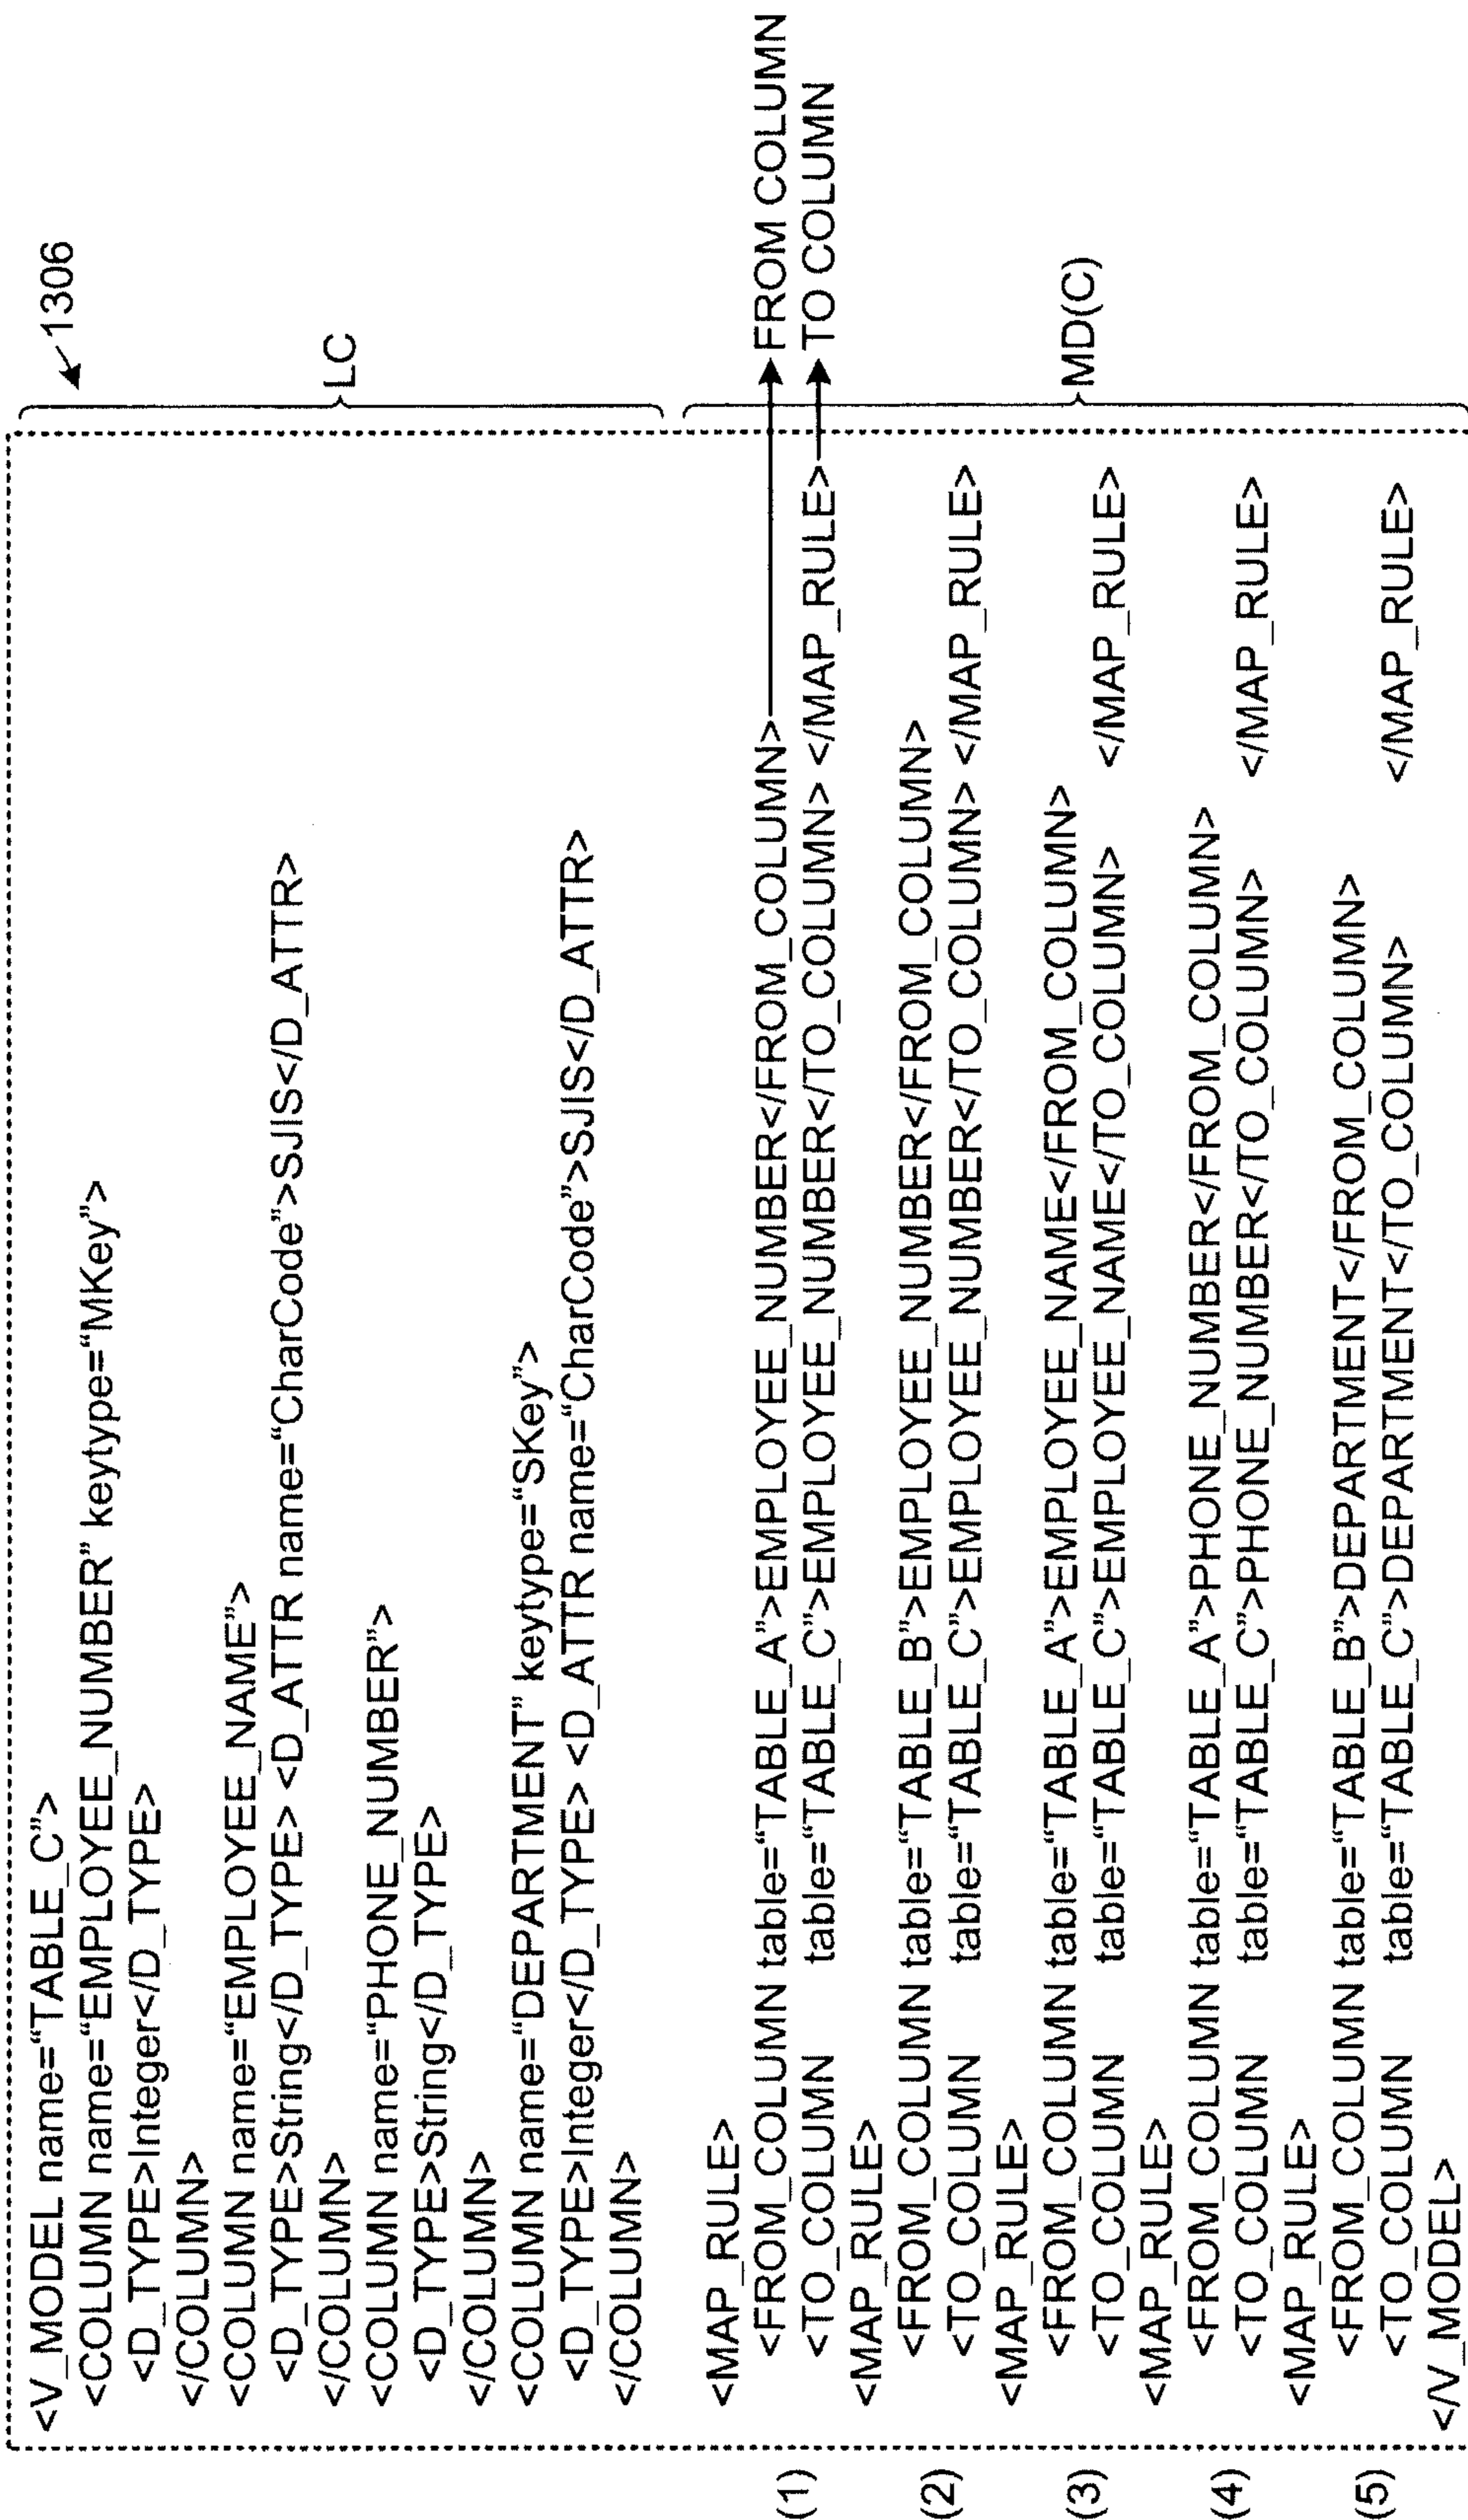 1306
<V_MODEL name=“TABLE_C”>
<COLUMN name=“EMPLOYEE_NUMBER” keytype=“MKey”>
<D_TYPE>Integer</D_TYPE>
</COLUMN>
<COLUMN name=“EMPLOYEE_NAME”>
<D_TYPE>String</D_TYPE> <D_ATTR name=“CharCode”>SJIS</D_ATTR>
</COLUMN>
<COLUMN name=“PHONE_NUMBER”>
<D_TYPE>String</D_TYPE>
</COLUMN>
<COLUMN name=“DEPARTMENT” keytype=“SKey”>
<D_TYPE>Integer</D_TYPE> <D_ATTR name=“CharCode”>SJIS</D_ATTR>
</COLUMN>
LC
<MAP_RULE>
(1) <FROM_COLUMN table=“TABLE_A”>EMPLOYEE_NUMBER</FROM_COLUMN> FROM COLUMN
<TO_COLUMN table=“TABLE_C”>EMPLOYEE_NUMBER</TO_COLUMN> </MAP_RULE> TO COLUMN
<MAP_RULE>
(2) <FROM_COLUMN table=“TABLE_B”>EMPLOYEE_NUMBER</FROM_COLUMN>
<TO_COLUMN table=“TABLE_C”>EMPLOYEE_NUMBER</TO_COLUMN> </MAP_RULE>
<MAP_RULE>
(3) <FROM_COLUMN table=“TABLE_A”>EMPLOYEE_NAME</FROM_COLUMN>
<TO_COLUMN table=“TABLE_C”>EMPLOYEE_NAME</TO_COLUMN> </MAP_RULE>
<MAP_RULE>
(4) <FROM_COLUMN table=“TABLE_A”>PHONE_NUMBER</FROM_COLUMN>
<TO_COLUMN table=“TABLE_C”>PHONE_NUMBER</TO_COLUMN> </MAP_RULE>
<MAP_RULE>
(5) <FROM_COLUMN table=“TABLE_B”>DEPARTMENT</FROM_COLUMN>
<TO_COLUMN table=“TABLE_C”>DEPARTMENT</TO_COLUMN> </MAP_RULE>
</V_MODEL>
MD(C)